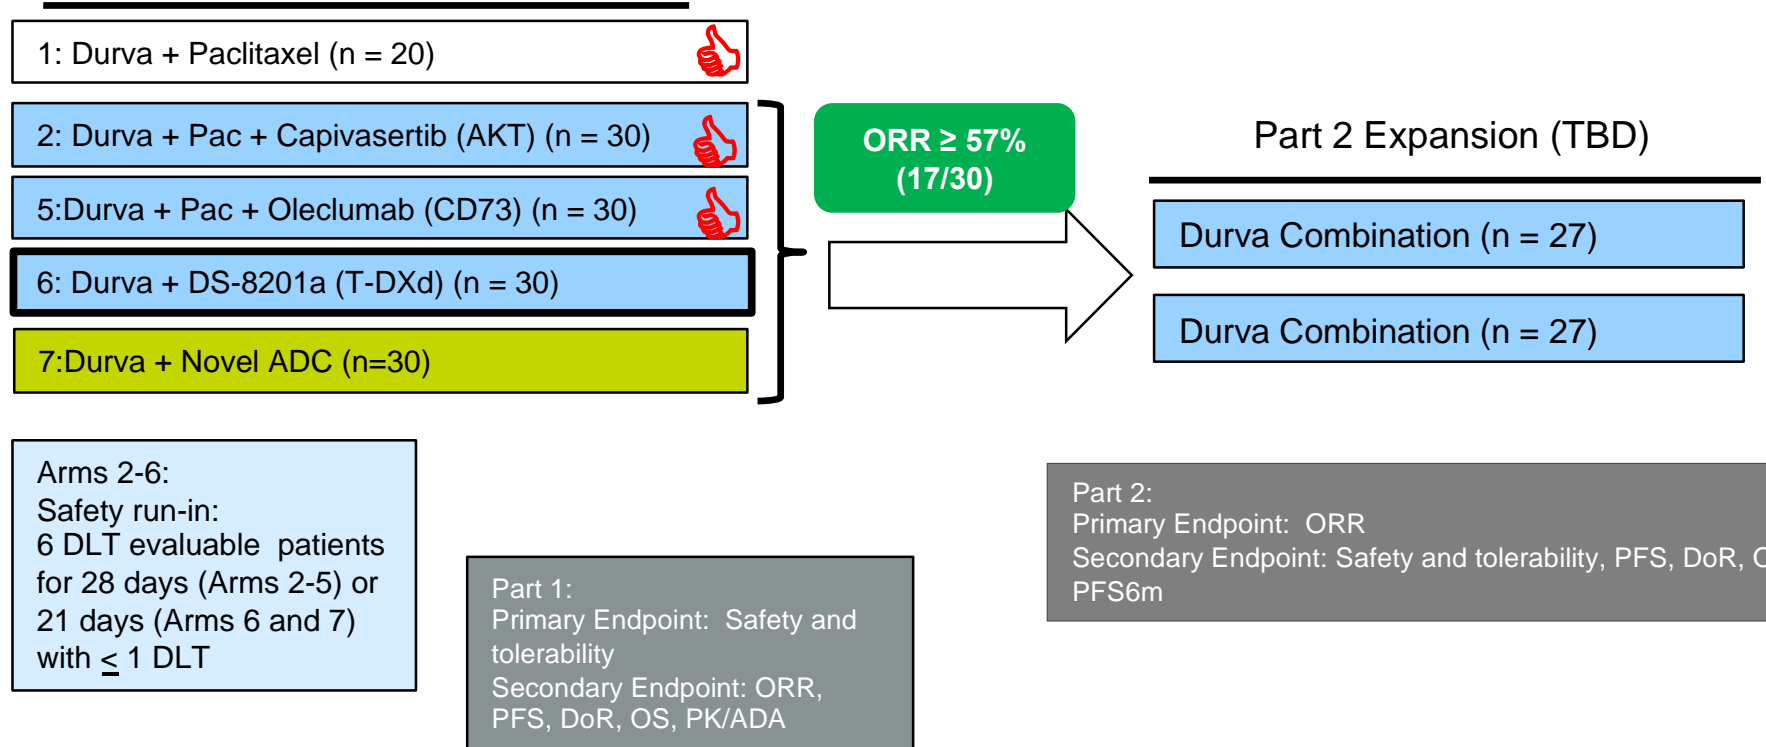 1: Durva + Paclitaxel (n = 20)
2: Durva + Pac + Capivasertib (AKT) (n = 30)
5:Durva + Pac + Oleclumab (CD73) (n = 30)
6: Durva + DS-8201a (T-DXd) (n = 30)
7:Durva + Novel ADC (n=30)
ORR ≥ 57%
(17/30)
Part 2 Expansion (TBD)
Durva Combination (n = 27)
Durva Combination (n = 27)
Arms 2-6:
Safety run-in:
6 DLT evaluable patients
for 28 days (Arms 2-5) or
21 days (Arms 6 and 7)
with ≤ 1 DLT
Part 1:
Primary Endpoint: Safety and
tolerability
Secondary Endpoint: ORR,
PFS, DoR, OS, PK/ADA
Part 2:
Primary Endpoint: ORR
Secondary Endpoint: Safety and tolerability, PFS, DoR,
PFS6m